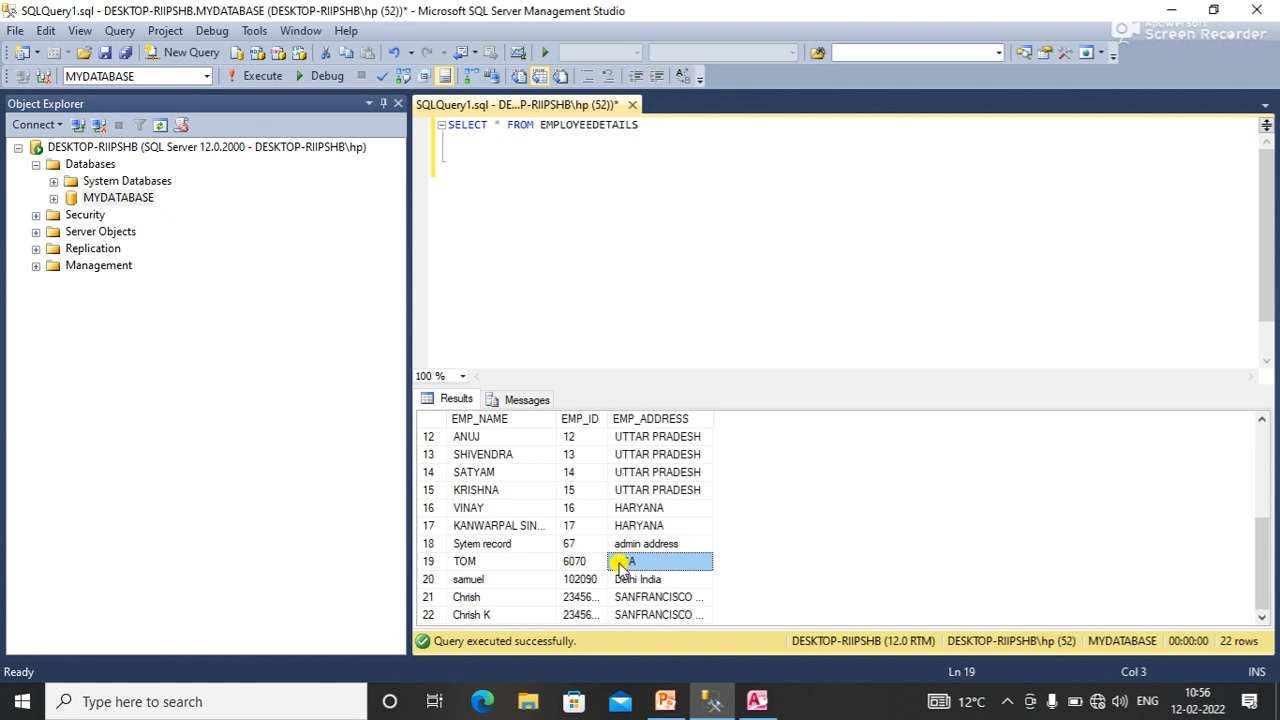 SQLQuery1.sql - DESKTOP-RIIPSHB.MYDATABASE (DESKTOP-RIIPSHB\hp (52))* - Microsoft SQL Server Management Studio
File Edit View Query Project Debug Tools Window Help
Apowersoft
Screen Recorder
New Query
MYDATABASE Execute Debug
Object Explorer
Connect
DESKTOP-RIIPSHB (SQL Server 12.0.2000 - DESKTOP-RIIPSHB\hp)
Databases
System Databases
MYDATABASE
Security
Server Objects
Replication
Management
SQLQuery1.sql - DE...P-RIIPSHB\hp (52))*
SELECT * FROM EMPLOYEEDETAILS
100 %
Results Messages
EMP_NAME EMP_ID EMP_ADDRESS
12 ANUJ 12 UTTAR PRADESH
13 SHIVENDRA 13 UTTAR PRADESH
14 SATYAM 14 UTTAR PRADESH
15 KRISHNA 15 UTTAR PRADESH
16 VINAY 16 HARYANA
17 KANWARPAL SIN... 17 HARYANA
18 Sytem record 67 admin address
19 TOM 6070
20 samuel 102090 Delhi India
21 Chrish 23456... SANFRANCISCO ...
22 Chrish K 23456... SANFRANCISCO ...
Query executed successfully. DESKTOP-RIIPSHB (12.0 RTM) DESKTOP-RIIPSHB\hp (52) MYDATABASE 00:00:00 22 rows
Ready Ln 19 Col 3 INS
Type here to search 12°C ENG 10:56
12-02-2022